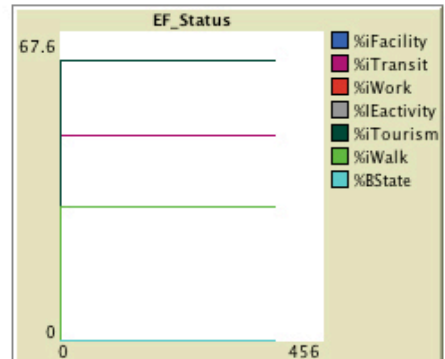 EF_Status
67.6
%iFacility
%iTransit
%iWork
%IEactivity
%iTourism
%iWalk
%BState
0
0
456